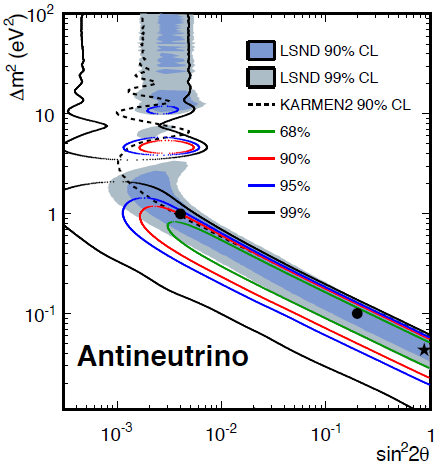 Δm² (eV²)
10²
10
1
10⁻¹
LSND 90% CL
LSND 99% CL
KARMEN2 90% CL
68%
90%
95%
99%
Antineutrino
10⁻³ 10⁻² 10⁻¹ 1
sin²2θ